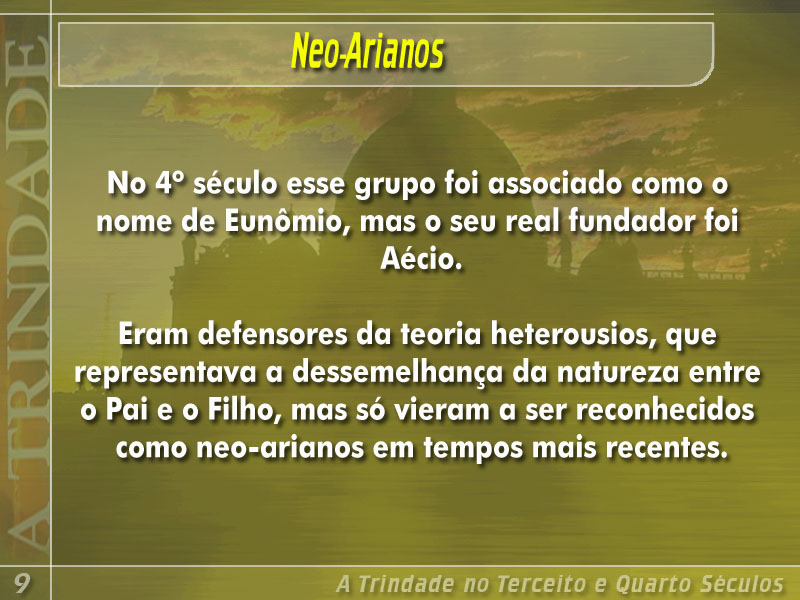 Neo-Arianos
A TRINDADE
No 4º século esse grupo foi associado como o
nome de Eunômio, mas o seu real fundador foi
Aécio.
Eram defensores da teoria heterousios, que
representava a dessemelhança da natureza entre
o Pai e o Filho, mas só vieram a ser reconhecidos
como neo-arianos em tempos mais recentes.
9
A Trindade no Terceito e Quarto Séculos